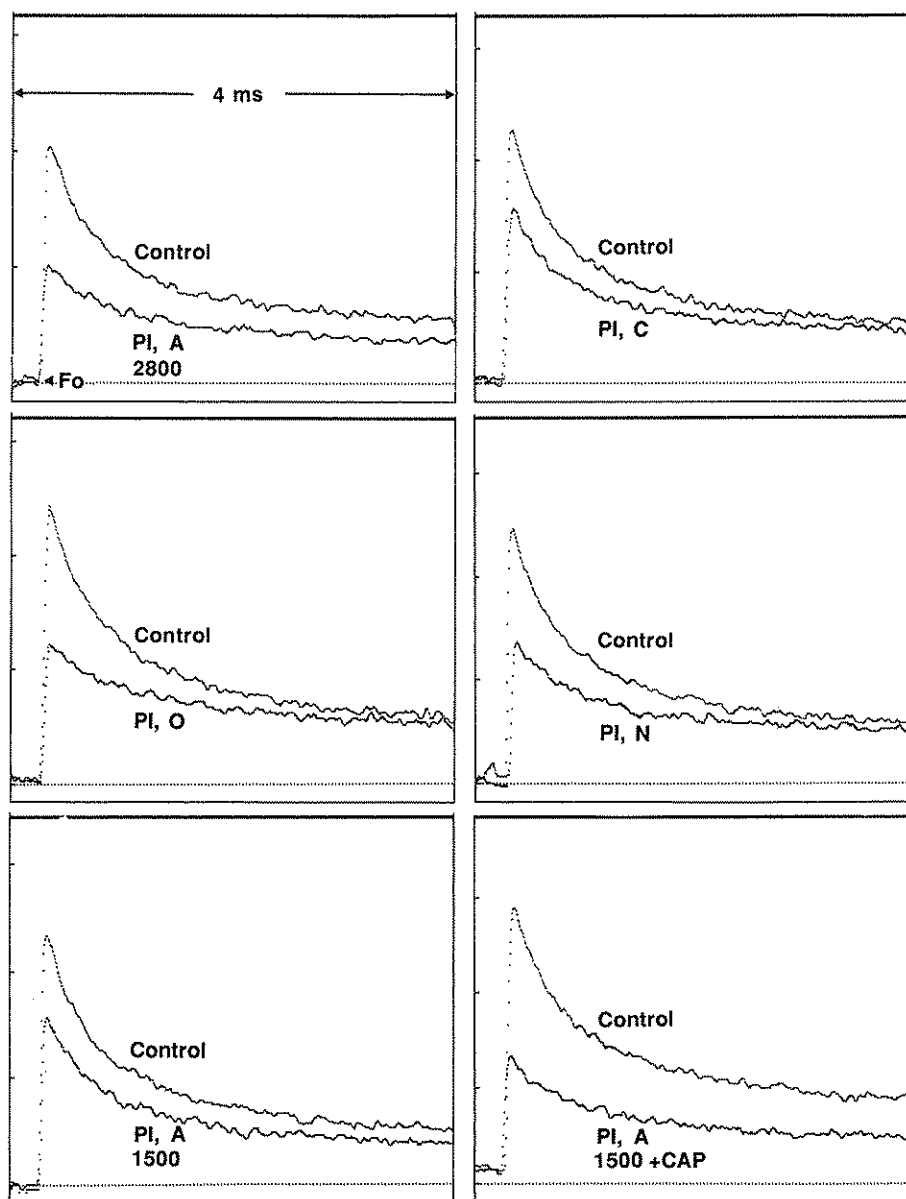 4 ms
Control
PI, A
2800
Fo
Control
PI, C
Control
PI, O
Control
PI, N
Control
PI, A
1500
Control
PI, A
1500 +CAP